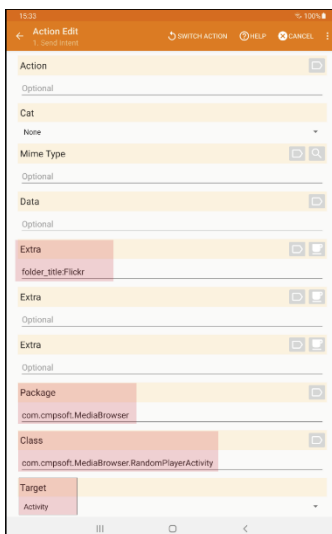 15:33
100%
Action Edit
SWITCH ACTION
HELP
CANCEL
1. Send Intent
Action
Optional
Cat
None
Mime Type
Optional
Data
Optional
Extra
folder_title:Flickr
Extra
Optional
Extra
Optional
Package
com.cmpsoft.MediaBrowser
Class
com.cmpsoft.MediaBrowser.RandomPlayerActivity
Target
Activity